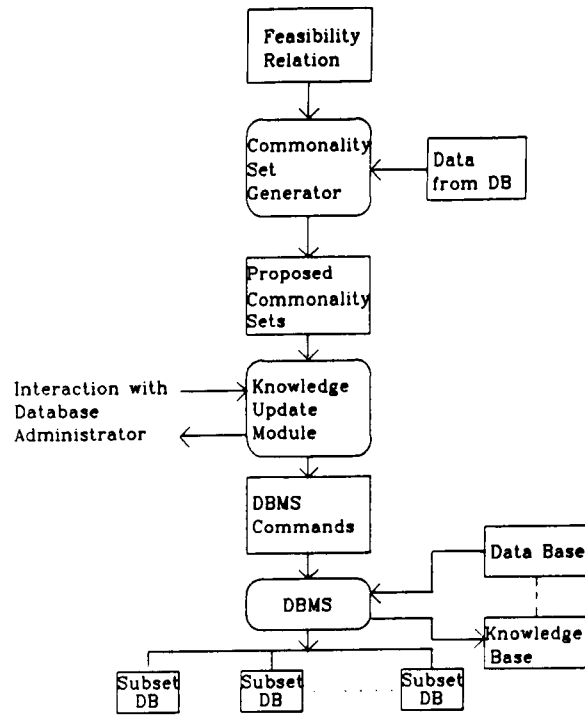 Feasibility
Relation
Commonality
Set
Generator
Data
from DB
Proposed
Commonality
Sets
Interaction with
Database
Administrator
Knowledge
Update
Module
DBMS
Commands
Data Base
DBMS
Knowledge
Base
Subset
DB
Subset
DB
Subset
DB